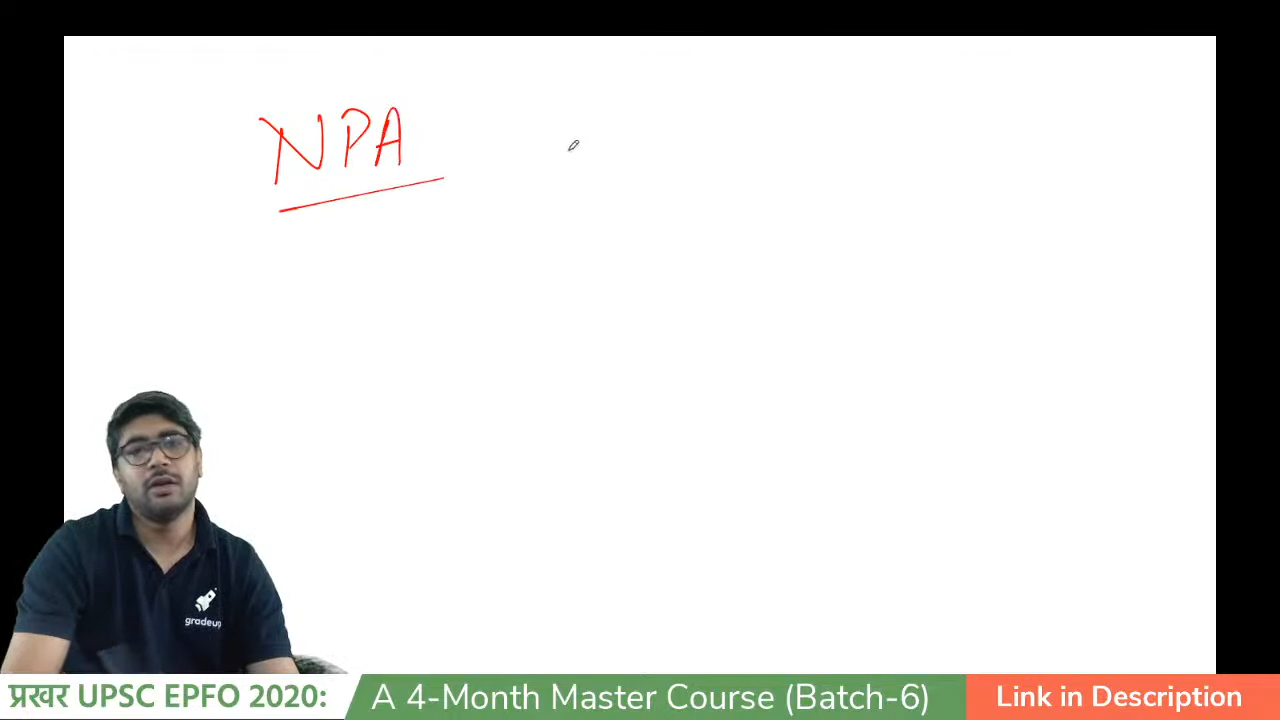 NPA
gradeup
प्रखर UPSC EPFO 2020: A 4-Month Master Course (Batch-6) Link in Description